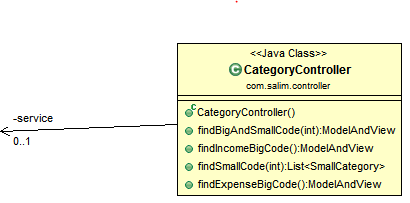 <<Java Class>>
CategoryController
com.salim.controller
-service
0..1
CategoryController()
findBigAndSmallCode(int):ModelAndView
findIncomeBigCode():ModelAndView
findSmallCode(int):List<SmallCategory>
findExpenseBigCode():ModelAndView